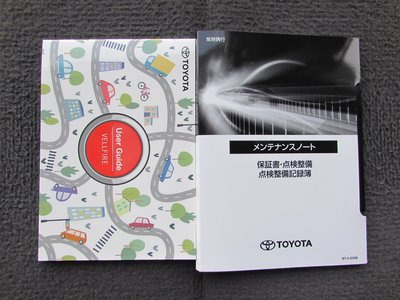 TOYOTA
User Guide
VELLFIRE
常時携行
メンテナンスノート
保証書・点検整備
点検整備記録簿
TOYOTA